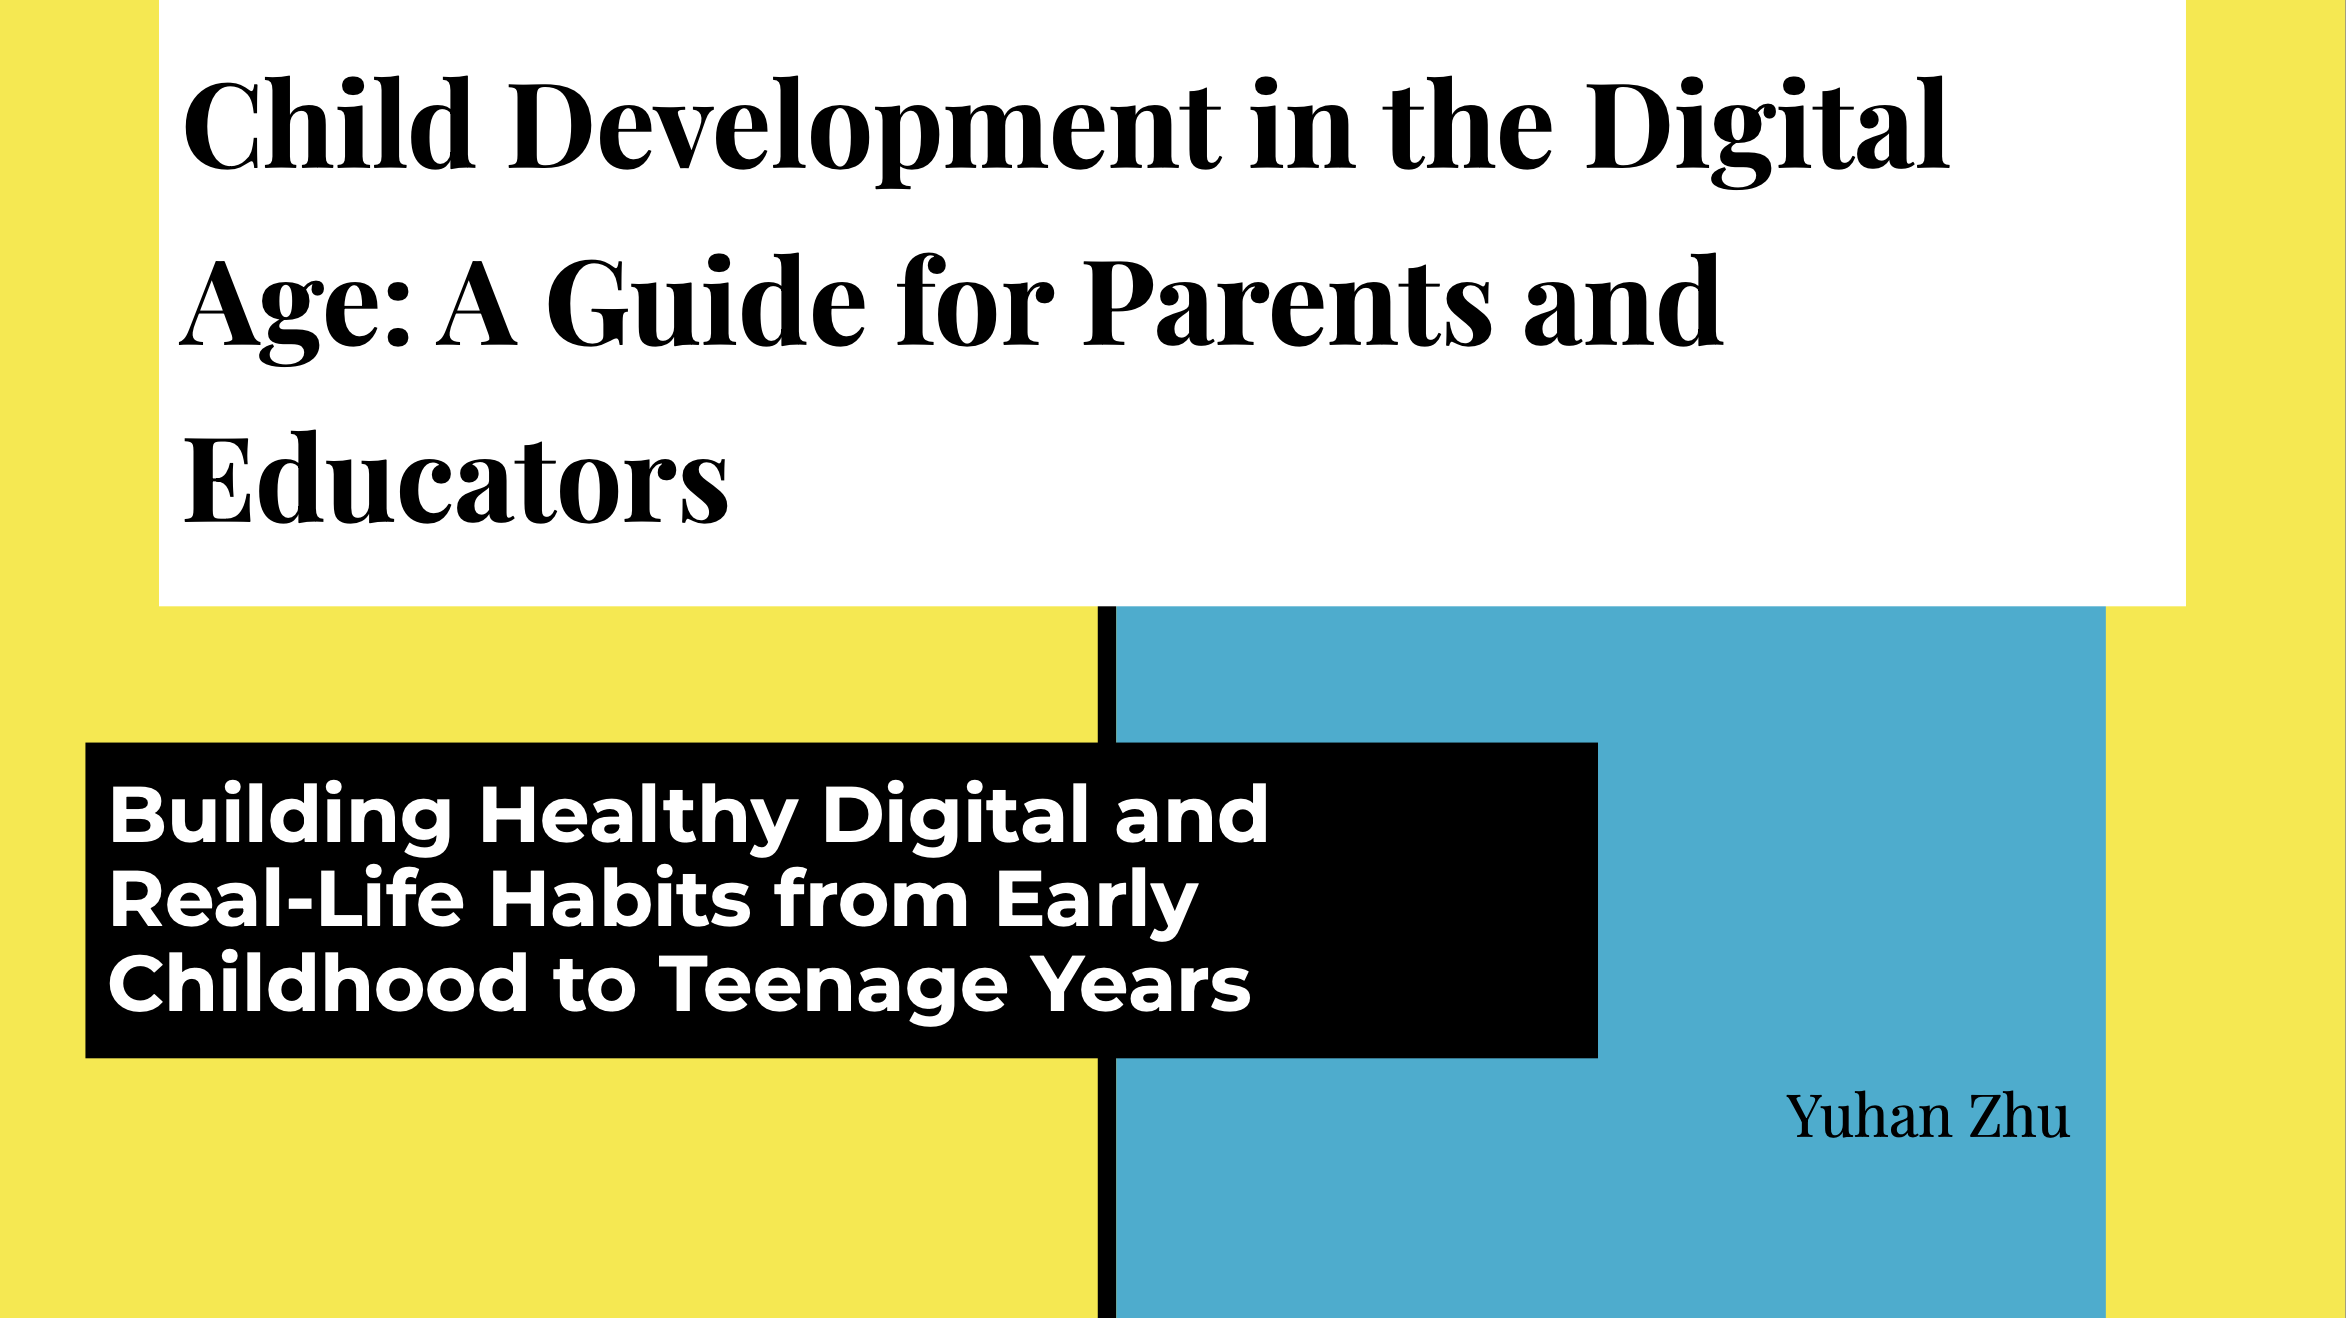 Child Development in the Digital
Age: A Guide for Parents and
Educators
Building Healthy Digital and
Real-Life Habits from Early
Childhood to Teenage Years
Yuhan Zhu